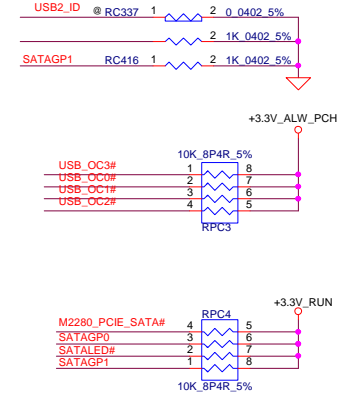 USB2_ID @ RC337 1 2 0_0402_5%
2 1K_0402_5%
SATAGP1 RC416 1 2 1K_0402_5%
+3.3V_ALW_PCH
10K_8P4R_5%
USB_OC3# 1 8
USB_OC0# 2 7
USB_OC1# 3 6
USB_OC2# 4 5
RPC3
+3.3V_RUN
RPC4
M2280_PCIE_SATA# 4 5
SATAGP0 3 6
SATALED# 2 7
SATAGP1 1 8
10K_8P4R_5%